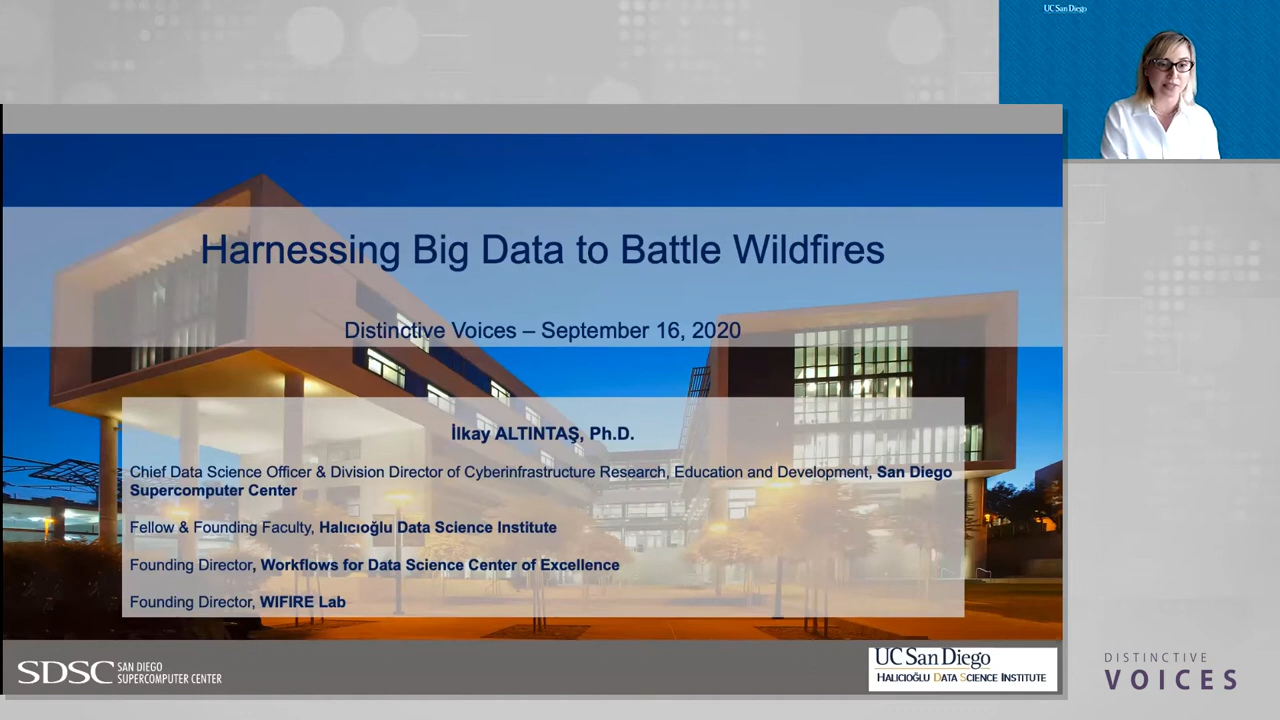 UC San Diego
Harnessing Big Data to Battle Wildfires
Distinctive Voices – September 16, 2020
İlkay ALTINTAŞ, Ph.D.
Chief Data Science Officer & Division Director of Cyberinfrastructure Research, Education and Development, San Diego
Supercomputer Center
Fellow & Founding Faculty, Halıcıoğlu Data Science Institute
Founding Director, Workflows for Data Science Center of Excellence
Founding Director, WIFIRE Lab
SDSC SAN DIEGO
SUPERCOMPUTER CENTER
UC San Diego
HALICIOĞLU DATA SCIENCE INSTITUTE
DISTINCTIVE
VOICES